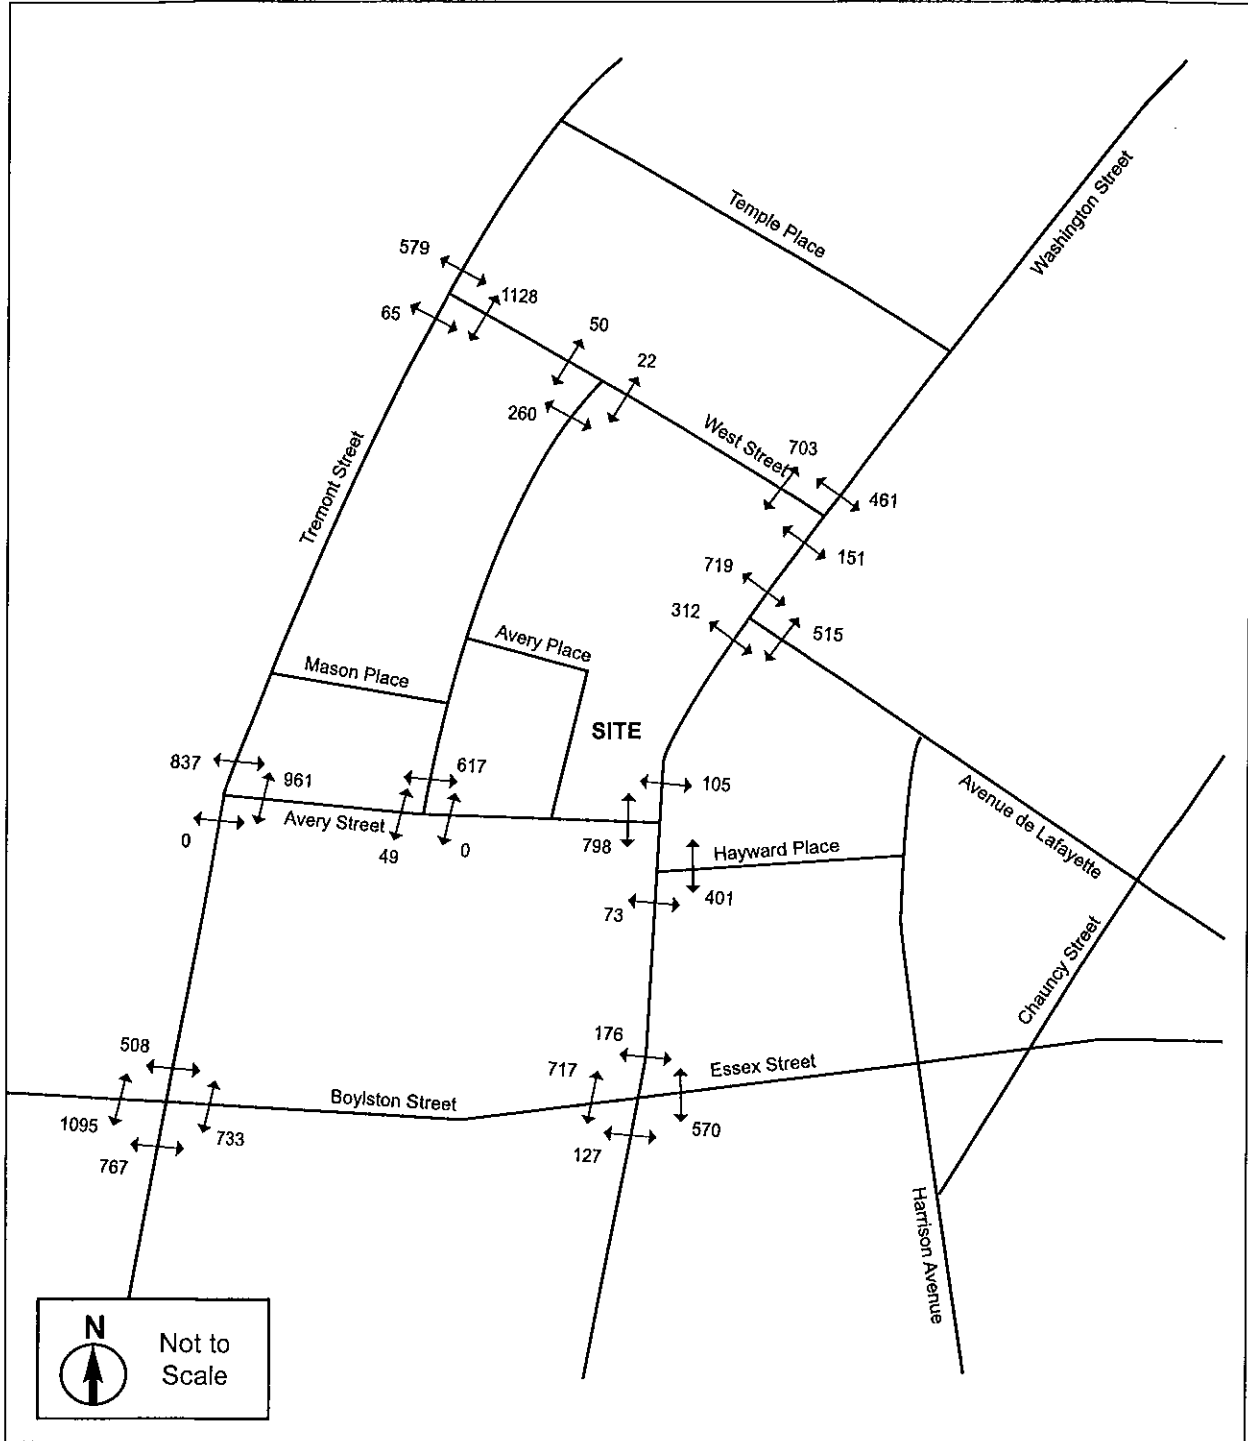 Temple Place
Washington Street
579
1128
65
50
22
260
West Street
703
461
151
719
312
515
Tremont Street
Avery Place
Mason Place
SITE
837
961
617
105
Avery Street
0
49
0
798
Hayward Place
401
73
Avenue de Lafayette
Chauncy Street
508
176
717
Essex Street
Boylston Street
1095
733
767
127
570
Harrison Avenue
N
Not to
Scale